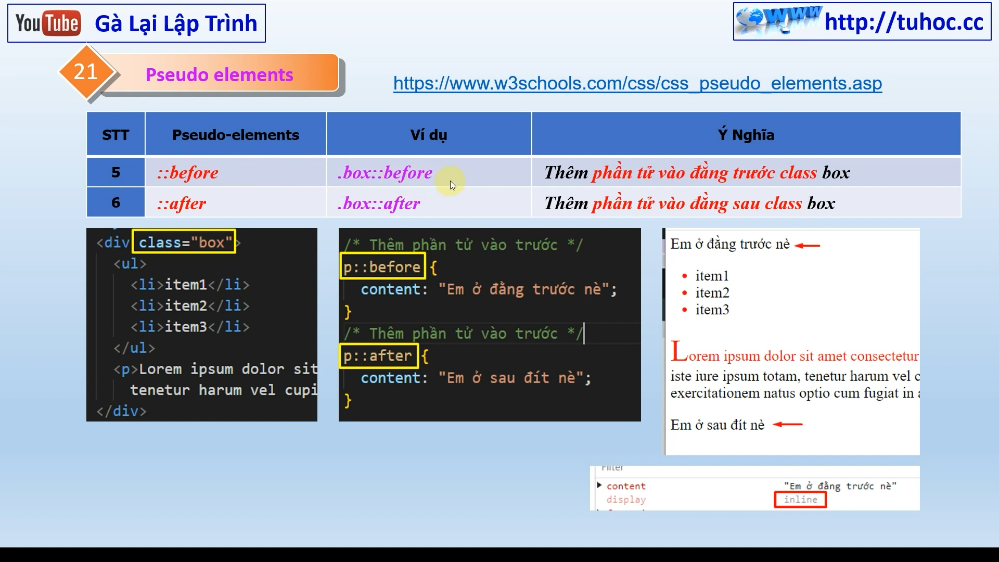 YouTube Gà Lại Lập Trình
www http://tuhoc.cc
21 Pseudo elements
https://www.w3schools.com/css/css_pseudo_elements.asp
STT Pseudo-elements Ví dụ Ý Nghĩa
5 ::before .box::before Thêm phần tử vào đằng trước class box
6 ::after .box::after Thêm phần tử vào đằng sau class box
<div class="box">
<ul>
<li>item1</li>
<li>item2</li>
<li>item3</li>
</ul>
<p>Lorem ipsum dolor sit
tenetur harum vel cupi
</div>
/* Thêm phần tử vào trước */
p::before {
content: "Em ở đằng trước nè";
}
/* Thêm phần tử vào trước */
p::after {
content: "Em ở sau đít nè";
}
Em ở đằng trước nè
item1
item2
item3
Lorem ipsum dolor sit amet consectetur
iste iure ipsum totam, tenetur harum vel c
exercitationem natus optio cum fugiat in a
Em ở sau đít nè
Filter
content "Em ở đằng trước nè"
display inline